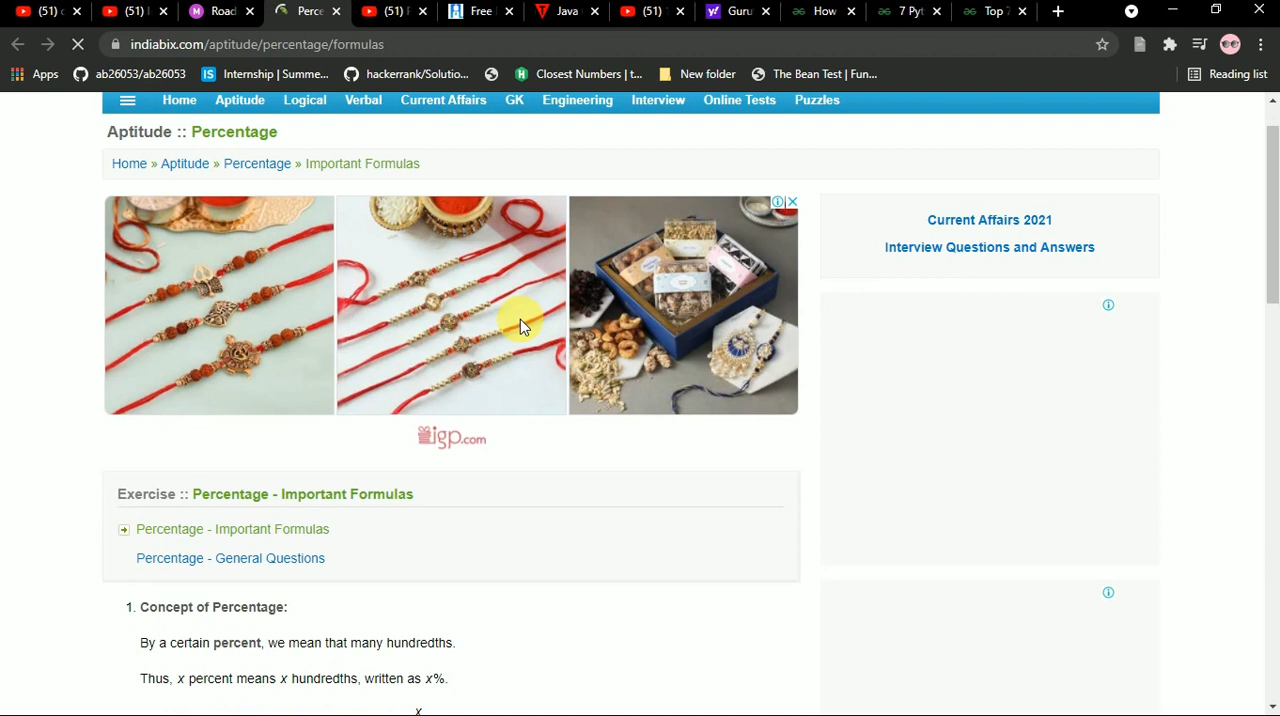 (51) c
(51) I
Road
Perce
(51) F
Free
Java
(51)
Guru
How
7 Pyt
Top 7
indiabix.com/aptitude/percentage/formulas
Apps
ab26053/ab26053
Internship | Summe...
hackerrank/Solutio...
Closest Numbers | t...
New folder
The Bean Test | Fun...
Reading list
Home
Aptitude
Logical
Verbal
Current Affairs
GK
Engineering
Interview
Online Tests
Puzzles
Aptitude :: Percentage
Home » Aptitude » Percentage » Important Formulas
Current Affairs 2021
Interview Questions and Answers
igp.com
Exercise :: Percentage - Important Formulas
Percentage - Important Formulas
Percentage - General Questions
1. Concept of Percentage:
By a certain percent, we mean that many hundredths.
Thus, x percent means x hundredths, written as x%.
x